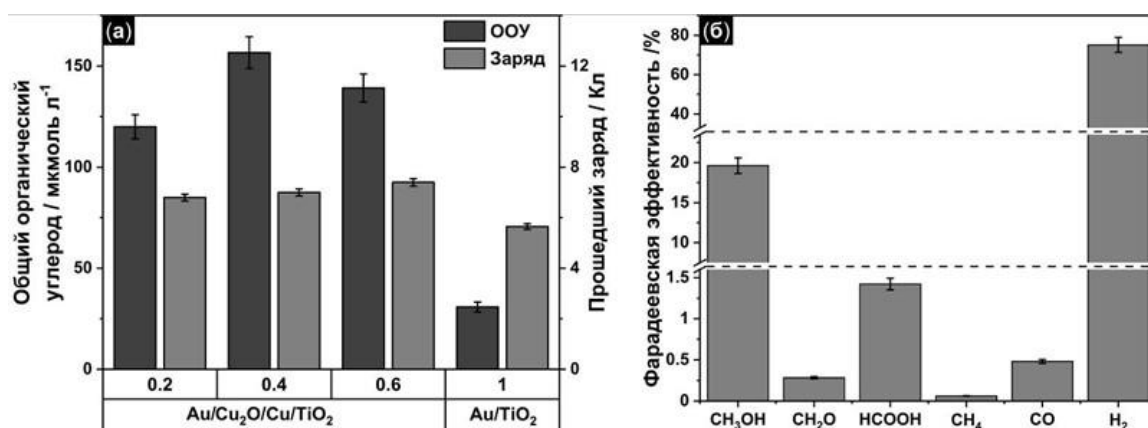 (а)
ООУ
Заряд
Общий органический
углерод / мкмоль л⁻¹
150
100
50
0
12
8
4
0
Прошедший заряд / Кл
0.2 0.4 0.6 1
Au/Cu₂O/Cu/TiO₂ Au/TiO₂
(б)
Фарадеевская эффективность /%
80
60
40
20
10
1.5
1
0.5
0
CH₃OH CH₂O HCOOH CH₄ CO H₂